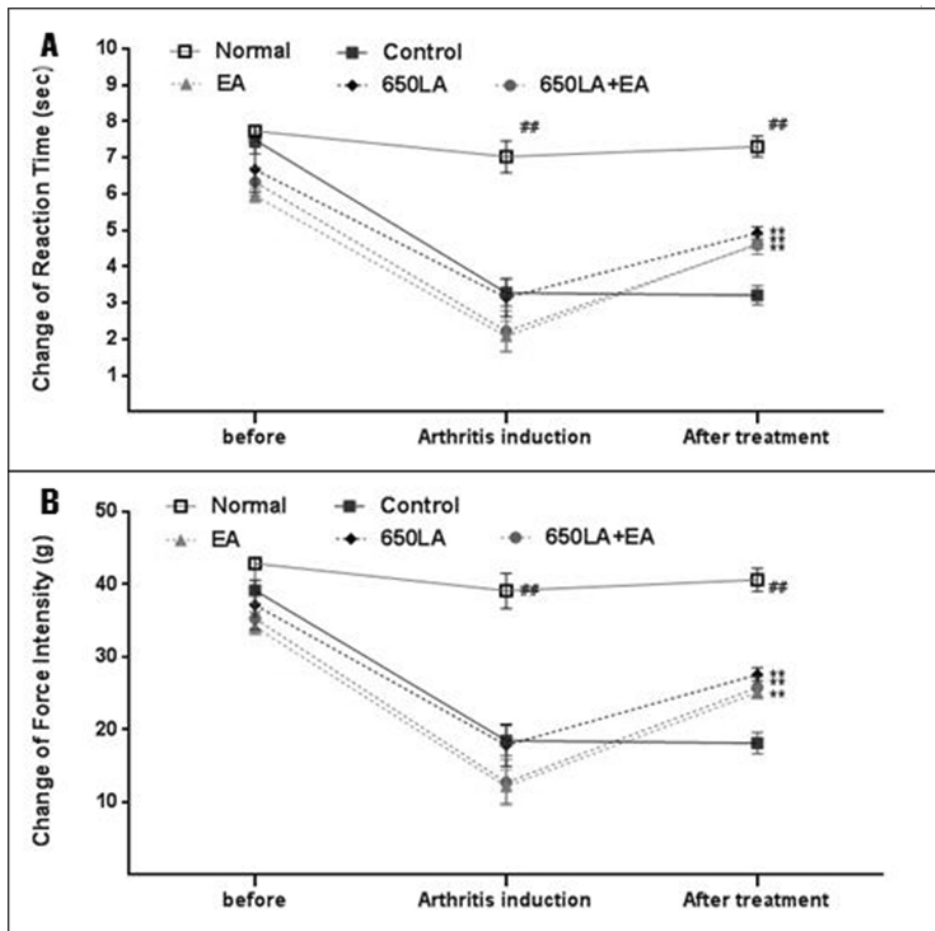 A
Normal Control
EA 650LA 650LA+EA
Change of Reaction Time (sec)
10
9
8
7
6
5
4
3
2
1
##
##
**
**
**
before Arthritis induction After treatment
B
Normal Control
EA 650LA 650LA+EA
Change of Force Intensity (g)
50
40
30
20
10
##
##
**
**
**
before Arthritis induction After treatment